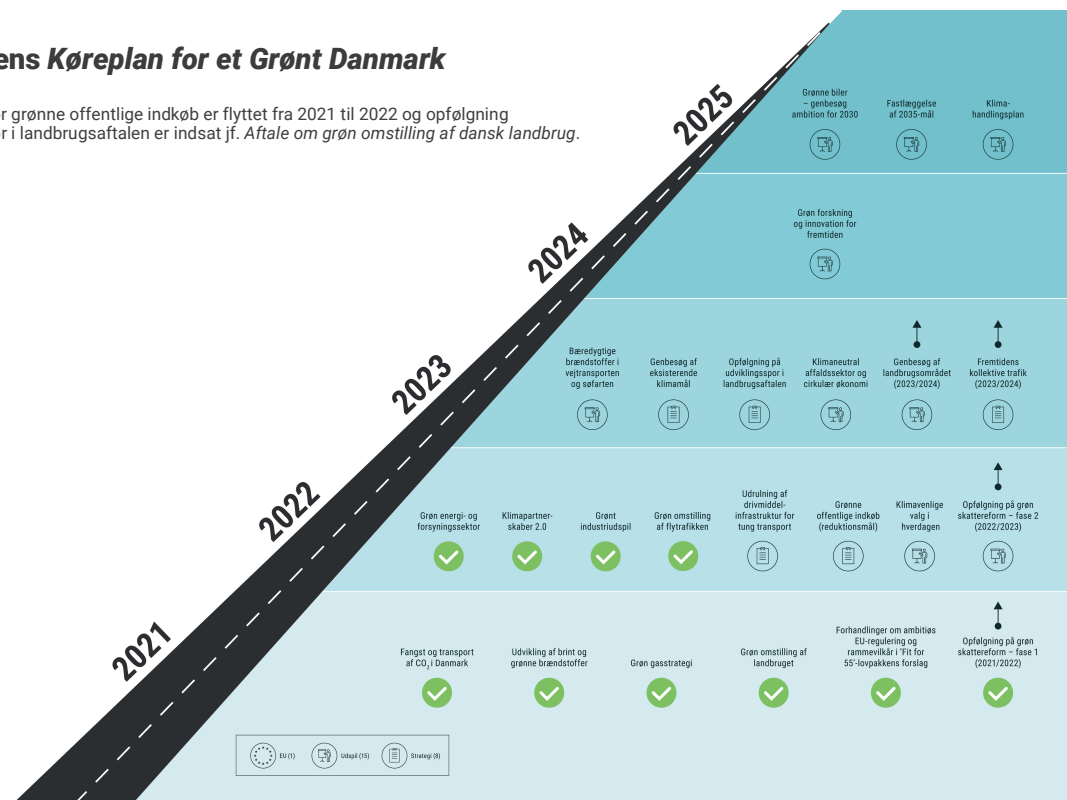 ens Køreplan for et Grønt Danmark
r grønne offentlige indkøb er flyttet fra 2021 til 2022 og opfølgning
r i landbrugsaftalen er indsat jf. Aftale om grøn omstilling af dansk landbrug.
2025
Grønne biler
– genbesøg
ambition for 2030
Fastlæggelse
af 2035-mål
Klima-
handlingsplan
2024
Grøn forskning
og innovation for
fremtiden
2023
Bæredygtige
brændstoffer i
vejtransporten
og søfarten
Genbesøg af
eksisterende
klimamål
Opfølgning på
udviklingsspor i
landbrugsaftalen
Klimaneutral
affaldssektor og
cirkulær økonomi
Genbesøg af
landbrugsområdet
(2023/2024)
Fremtidens
kollektive trafik
(2023/2024)
2022
Grøn energi- og
forsyningssektor
Klimapartner-
skaber 2.0
Grønt
industriudspil
Grøn omstilling
af flytrafikken
Udrulning af
drivmiddel-
infrastruktur for
tung transport
Grønne
offentlige indkøb
(reduktionsmål)
Klimavenlige
valg i
hverdagen
Opfølgning på grøn
skattereform – fase 2
(2022/2023)
2021
Fangst og transport
af CO₂ i Danmark
Udvikling af brint og
grønne brændstoffer
Grøn gasstrategi
Grøn omstilling af
landbruget
Forhandlinger om ambitiøs
EU-regulering og
rammevilkår i ’Fit for
55’-lovpakkens forslag
Opfølgning på grøn
skattereform – fase 1
(2021/2022)
EU (1)
Udspil (15)
Strategi (8)